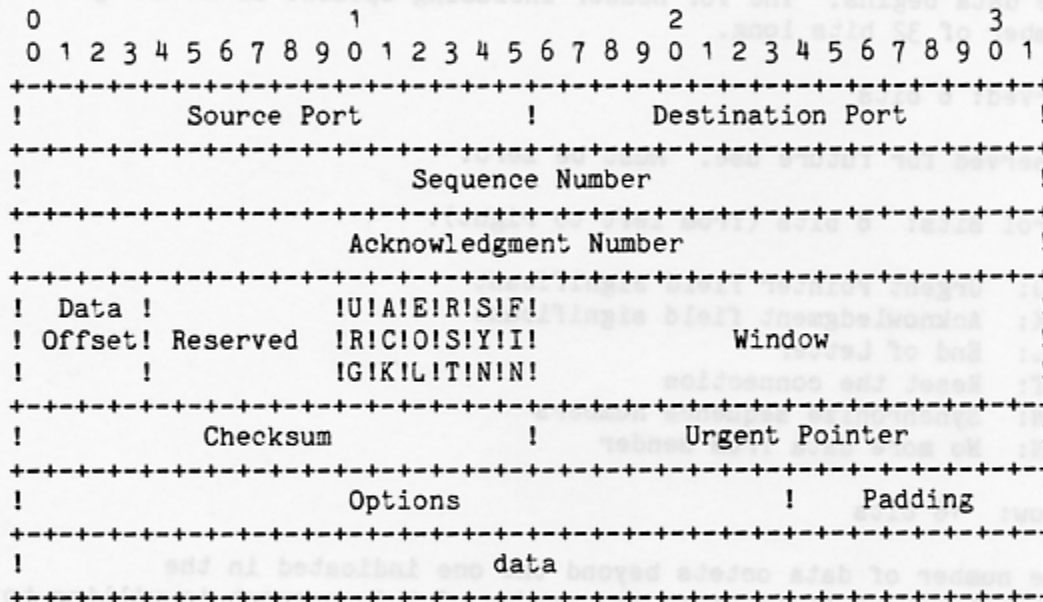 0 1 2 3
0 1 2 3 4 5 6 7 8 9 0 1 2 3 4 5 6 7 8 9 0 1 2 3 4 5 6 7 8 9 0 1
+-+-+-+-+-+-+-+-+-+-+-+-+-+-+-+-+-+-+-+-+-+-+-+-+-+-+-+-+-+-+-+-+
! Source Port ! Destination Port !
+-+-+-+-+-+-+-+-+-+-+-+-+-+-+-+-+-+-+-+-+-+-+-+-+-+-+-+-+-+-+-+-+
! Sequence Number !
+-+-+-+-+-+-+-+-+-+-+-+-+-+-+-+-+-+-+-+-+-+-+-+-+-+-+-+-+-+-+-+-+
! Acknowledgment Number !
+-+-+-+-+-+-+-+-+-+-+-+-+-+-+-+-+-+-+-+-+-+-+-+-+-+-+-+-+-+-+-+-+
! Data ! !U!A!E!R!S!F! !
! Offset! Reserved !R!C!O!S!Y!I! Window !
! ! !G!K!L!T!N!N! !
+-+-+-+-+-+-+-+-+-+-+-+-+-+-+-+-+-+-+-+-+-+-+-+-+-+-+-+-+-+-+-+-+
! Checksum ! Urgent Pointer !
+-+-+-+-+-+-+-+-+-+-+-+-+-+-+-+-+-+-+-+-+-+-+-+-+-+-+-+-+-+-+-+-+
! Options ! Padding !
+-+-+-+-+-+-+-+-+-+-+-+-+-+-+-+-+-+-+-+-+-+-+-+-+-+-+-+-+-+-+-+-+
! data !
+-+-+-+-+-+-+-+-+-+-+-+-+-+-+-+-+-+-+-+-+-+-+-+-+-+-+-+-+-+-+-+-+